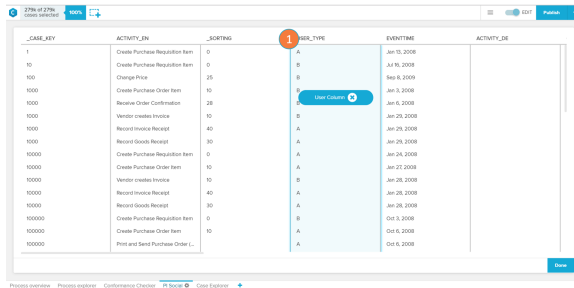 279k of 279k
cases selected 100% EDIT Publish
_CASE_KEY ACTIVITY_EN _SORTING 1 USER_TYPE EVENTTIME ACTIVITY_DE
1 Create Purchase Requisition Item 0 A Jan 13, 2008
10 Create Purchase Requisition Item 0 B Jul 16, 2008
100 Change Price 25 B Sep 8, 2009
1000 Create Purchase Order Item 10 B Jan 3, 2008
User Column
1000 Receive Order Confirmation 28 B Jan 6, 2008
1000 Vendor creates invoice 10 B Jan 29, 2008
1000 Record Invoice Receipt 40 A Jan 29, 2008
1000 Record Goods Receipt 30 A Jan 29, 2008
10000 Create Purchase Requisition Item 0 A Jan 24, 2008
10000 Create Purchase Order Item 10 A Jan 27, 2008
10000 Vendor creates invoice 10 B Jan 28, 2008
10000 Record Invoice Receipt 40 A Jan 28, 2008
10000 Record Goods Receipt 30 A Jan 28, 2008
100000 Create Purchase Requisition Item 0 B Oct 3, 2008
100000 Create Purchase Order Item 10 A Oct 6, 2008
100000 Print and Send Purchase Order (... A Oct 6, 2008
Done
Process overview Process explorer Conformance Checker PI Social Case Explorer +